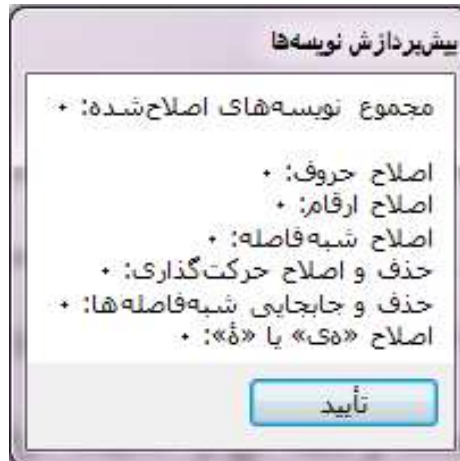 پیش‌پردازش نویسه‌ها
مجموع نویسه‌های اصلاح‌شده: ۰
اصلاح حروف: ۰
اصلاح ارقام: ۰
اصلاح شبه‌فاصله: ۰
حذف و اصلاح حرکت‌گذاری: ۰
حذف و جابجایی شبه‌فاصله‌ها: ۰
اصلاح «ه‌ی» یا «هٔ»: ۰
تأیید